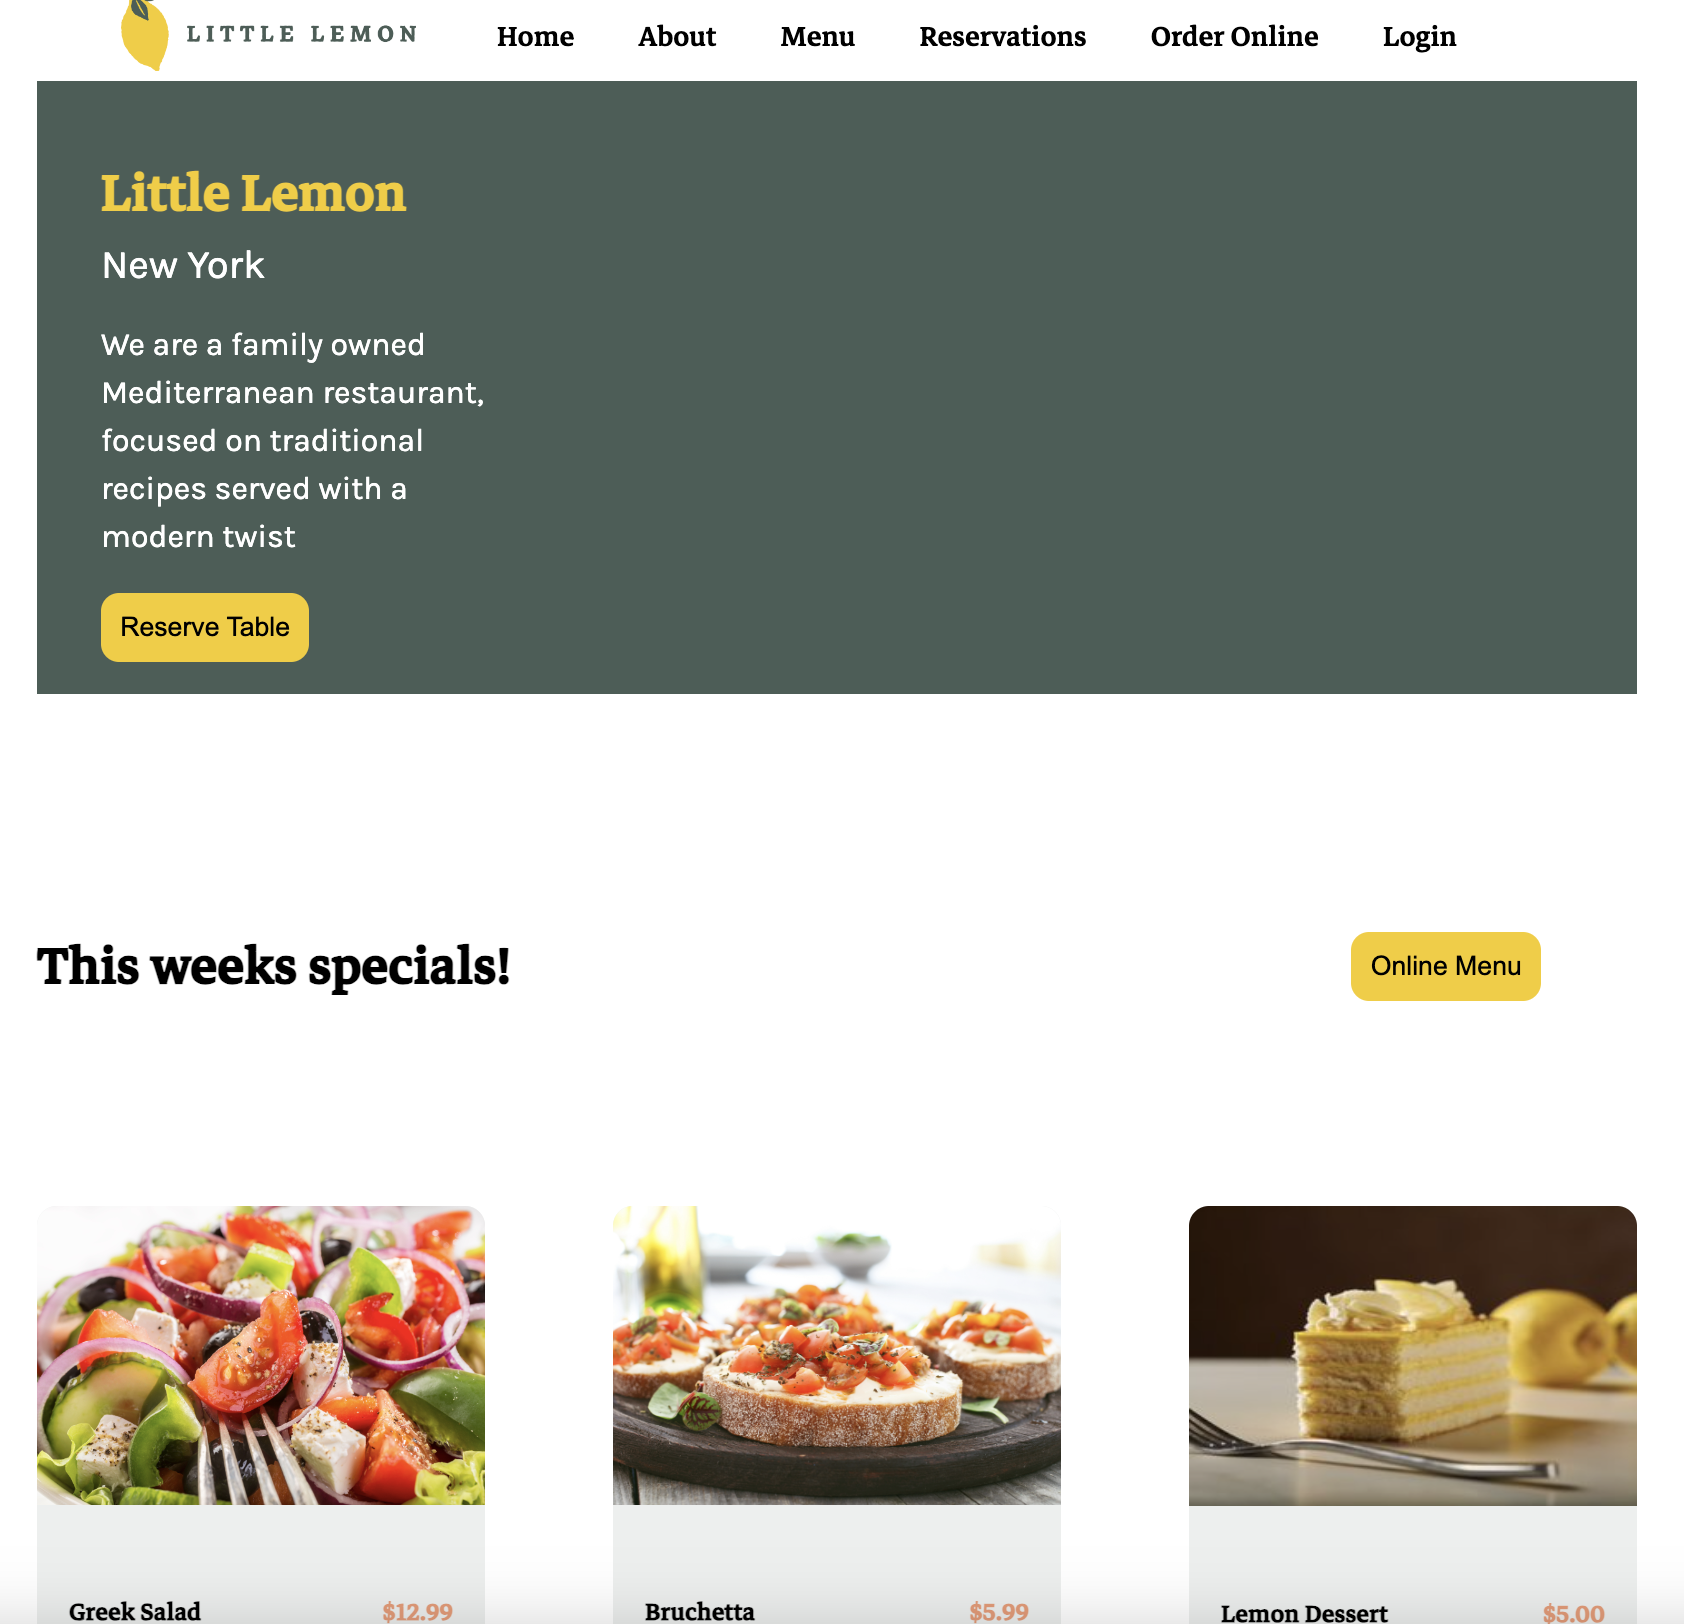 LITTLE LEMON
Home About Menu Reservations Order Online Login
Little Lemon
New York
We are a family owned
Mediterranean restaurant,
focused on traditional
recipes served with a
modern twist
Reserve Table
This weeks specials!
Online Menu
Greek Salad $12.99
Bruchetta $5.99
Lemon Dessert $5.00